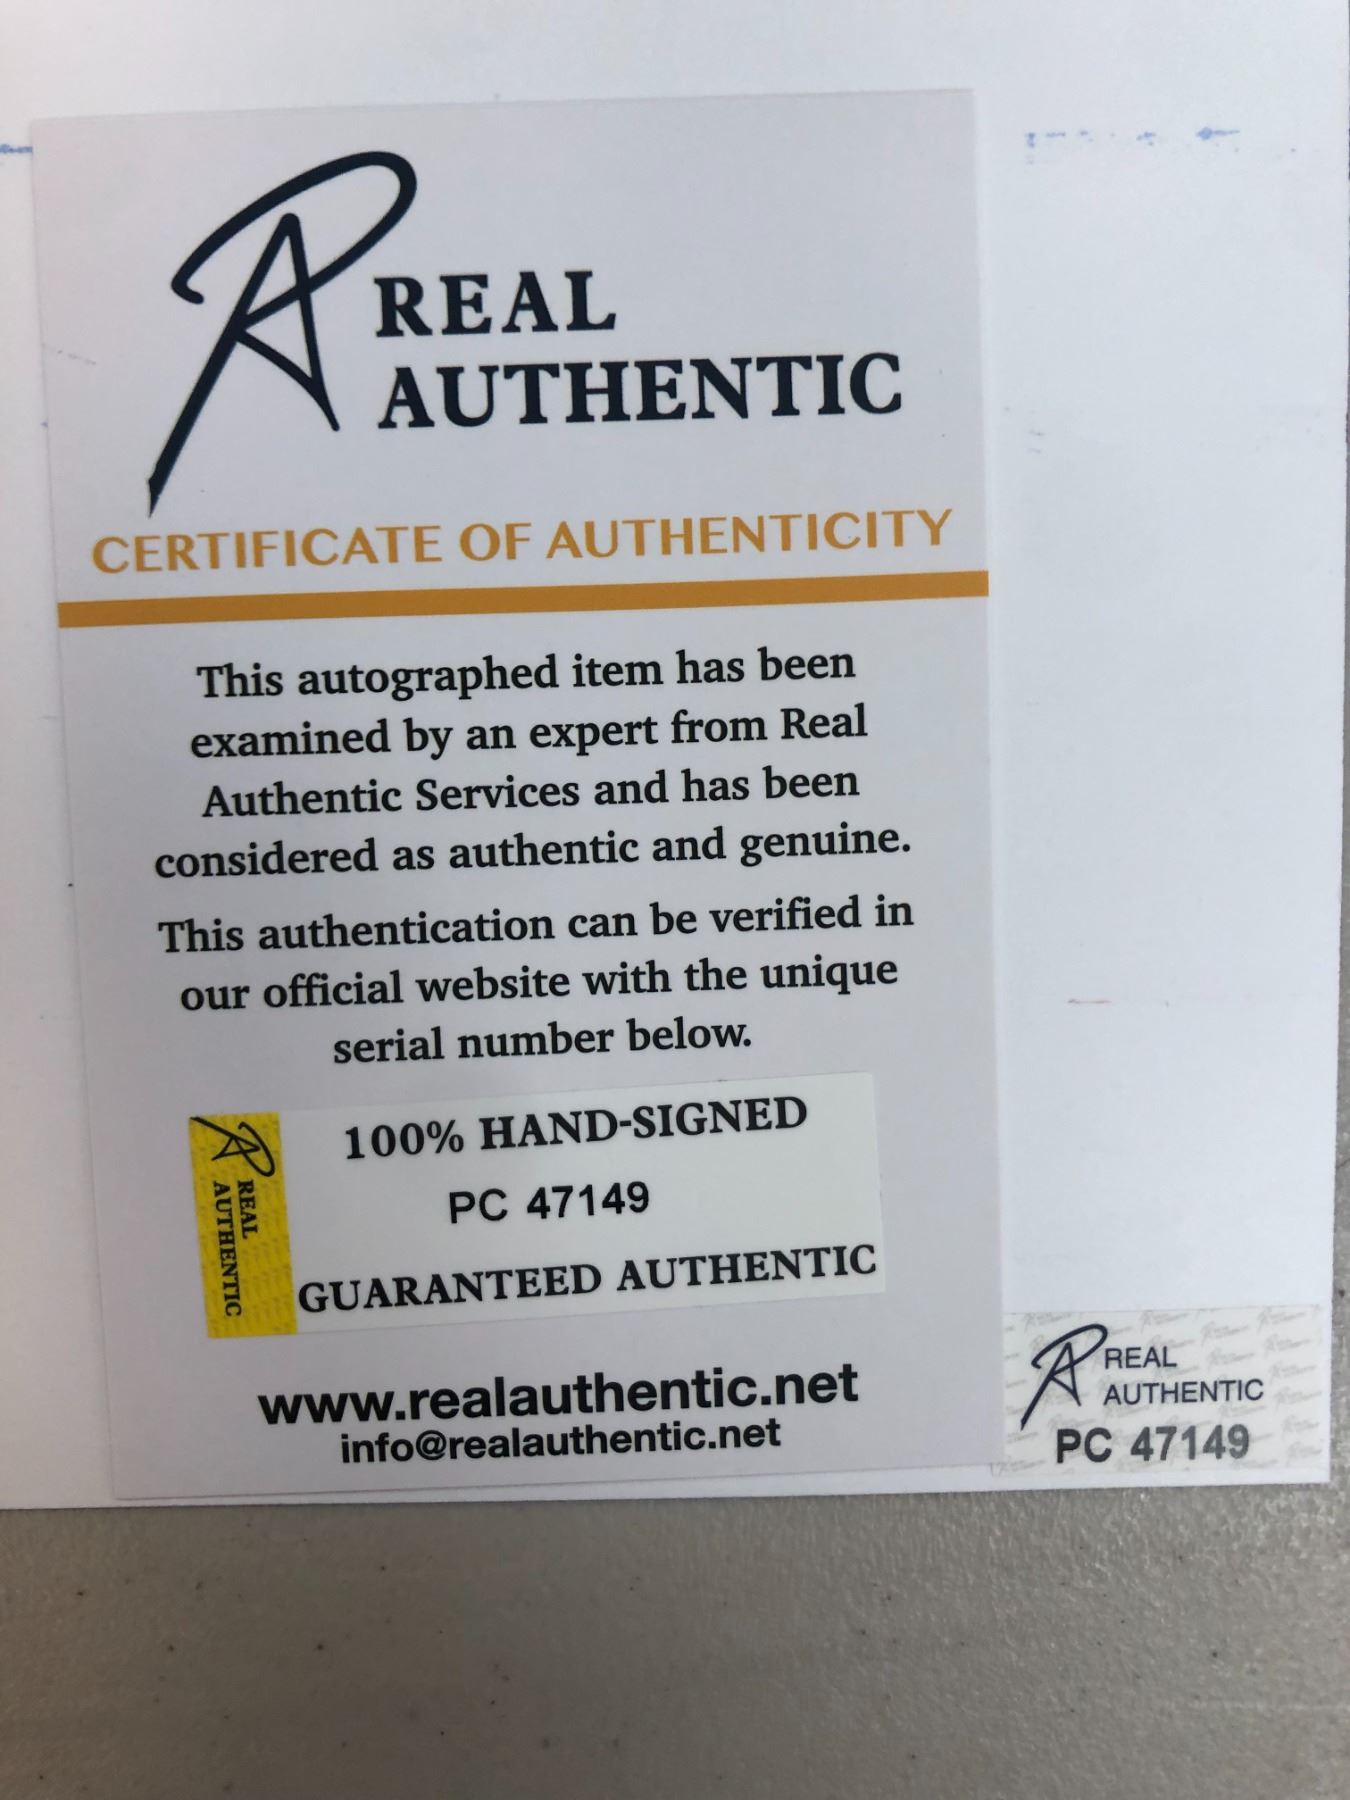 REAL
AUTHENTIC
CERTIFICATE OF AUTHENTICITY
This autographed item has been
examined by an expert from Real
Authentic Services and has been
considered as authentic and genuine.
This authentication can be verified in
our official website with the unique
serial number below.
REAL
AUTHENTIC
100% HAND-SIGNED
PC 47149
GUARANTEED AUTHENTIC
www.realauthentic.net
info@realauthentic.net
REAL
AUTHENTIC
PC 47149